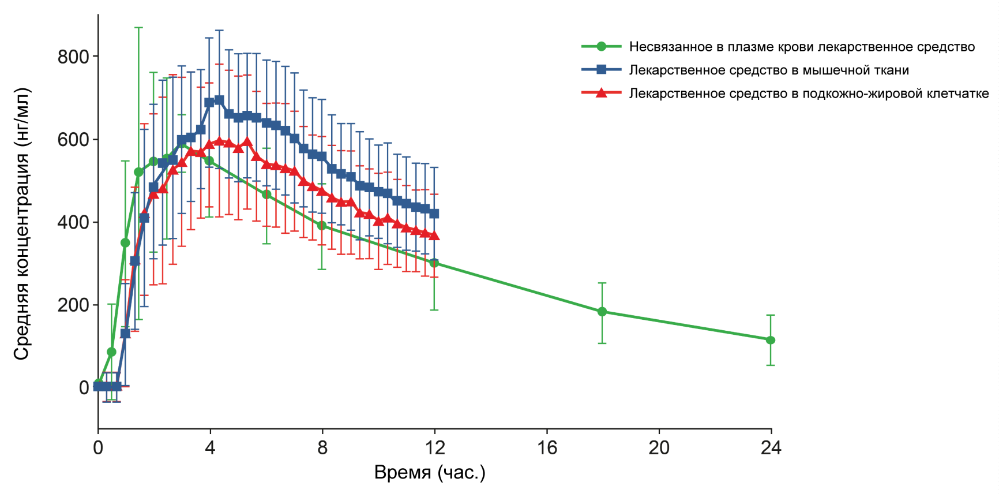 Средняя концентрация (нг/мл)
800
600
400
200
0
0 4 8 12 16 20 24
Время (час.)
Несвязанное в плазме крови лекарственное средство
Лекарственное средство в мышечной ткани
Лекарственное средство в подкожно-жировой клетчатке